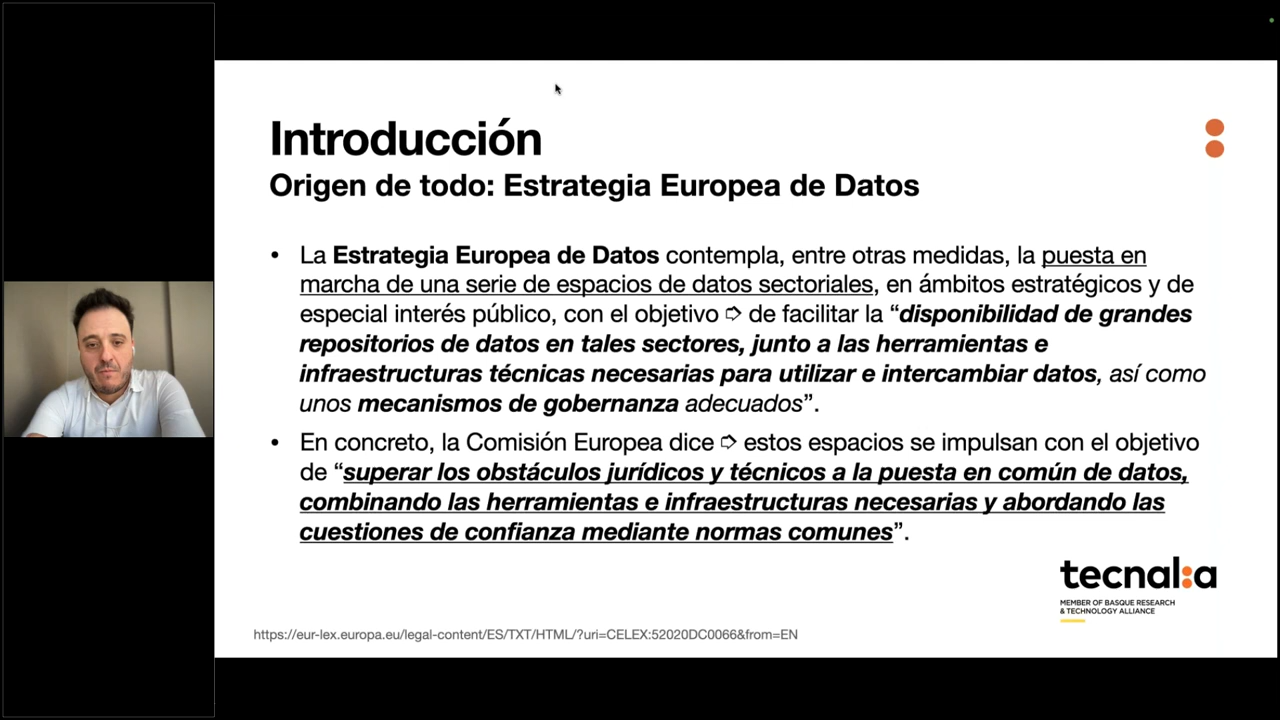 Introducción
Origen de todo: Estrategia Europea de Datos
• La Estrategia Europea de Datos contempla, entre otras medidas, la puesta en
marcha de una serie de espacios de datos sectoriales, en ámbitos estratégicos y de
especial interés público, con el objetivo ➩ de facilitar la “disponibilidad de grandes
repositorios de datos en tales sectores, junto a las herramientas e
infraestructuras técnicas necesarias para utilizar e intercambiar datos, así como
unos mecanismos de gobernanza adecuados”.
• En concreto, la Comisión Europea dice ➩ estos espacios se impulsan con el objetivo
de “superar los obstáculos jurídicos y técnicos a la puesta en común de datos,
combinando las herramientas e infraestructuras necesarias y abordando las
cuestiones de confianza mediante normas comunes”.
tecnal:a
MEMBER OF BASQUE RESEARCH
& TECHNOLOGY ALLIANCE
https://eur-lex.europa.eu/legal-content/ES/TXT/HTML/?uri=CELEX:52020DC0066&from=EN